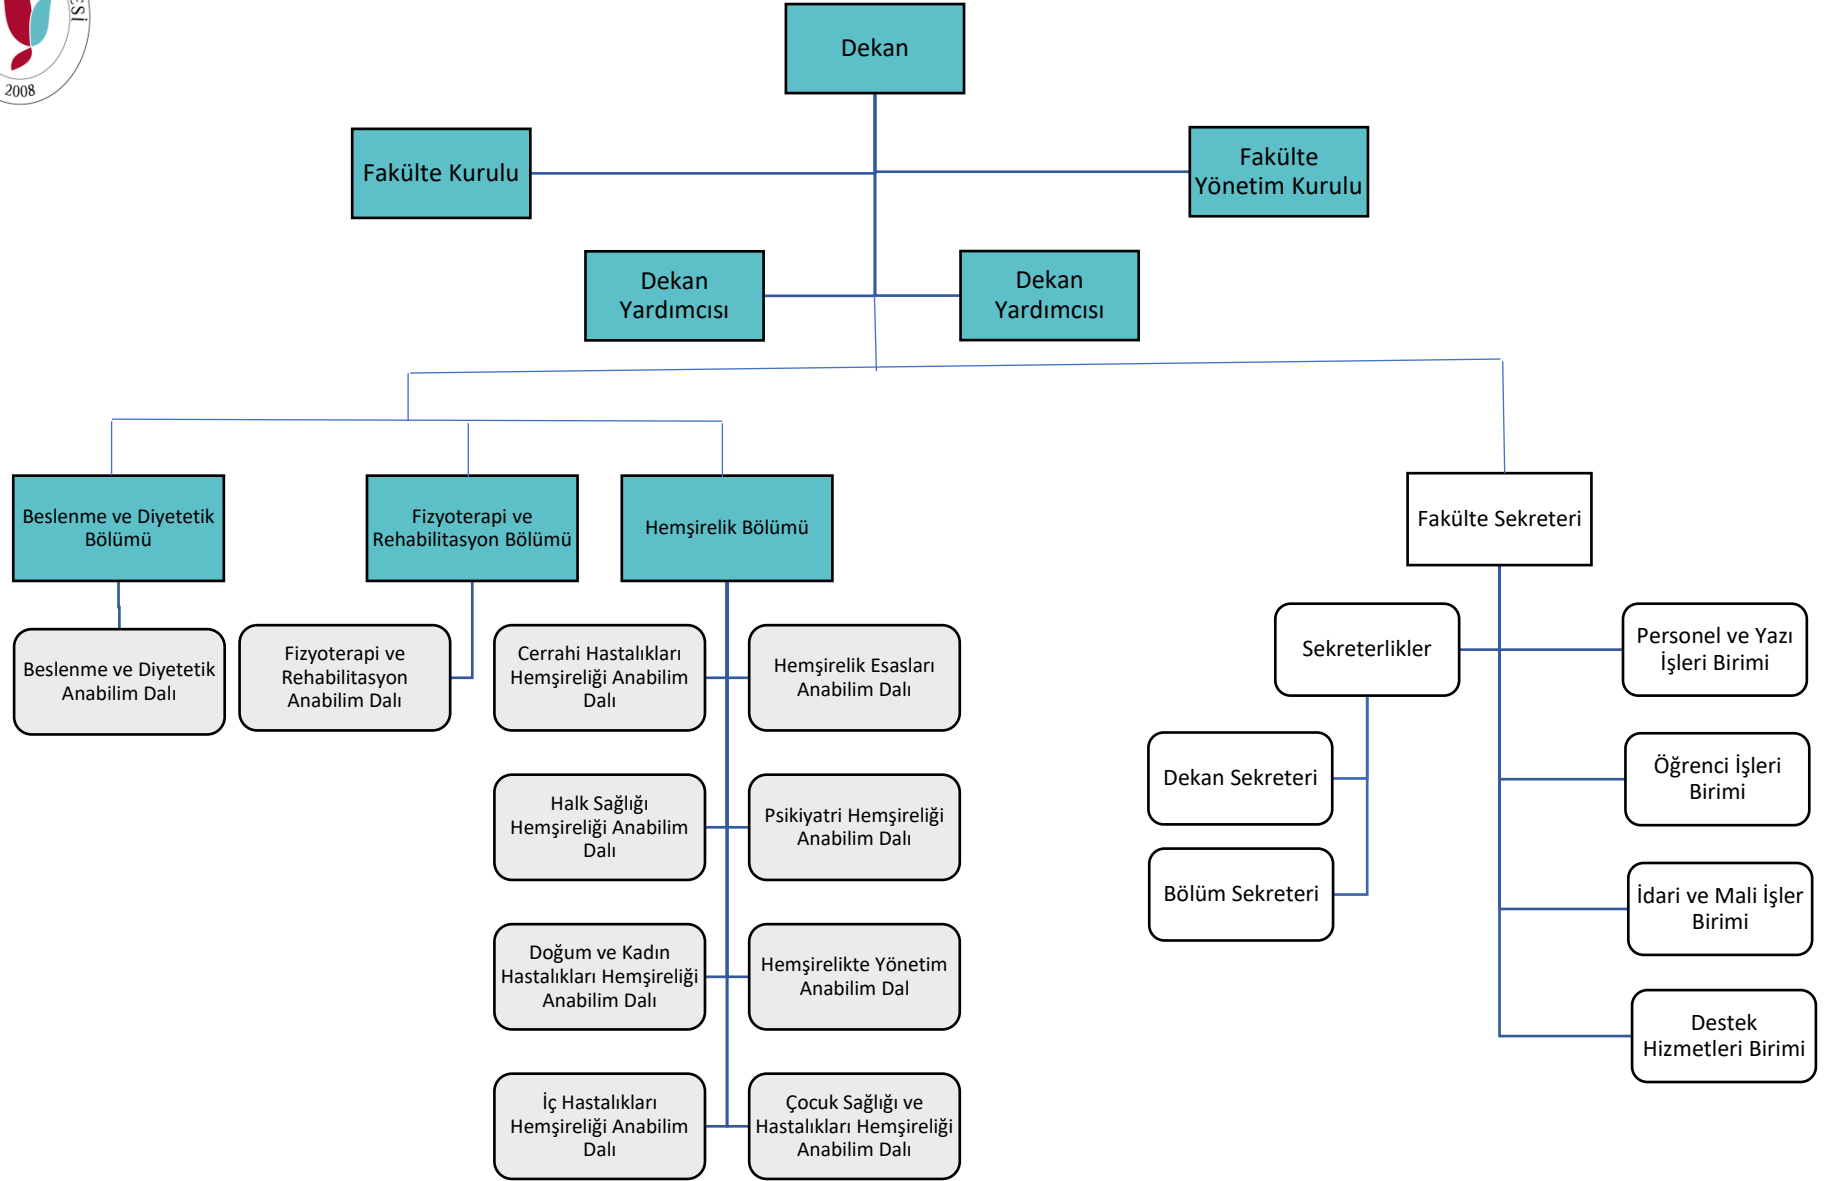 ESİ
2008
Dekan
Fakülte Kurulu
Fakülte
Yönetim Kurulu
Dekan
Yardımcısı
Dekan
Yardımcısı
Beslenme ve Diyetetik
Bölümü
Fizyoterapi ve
Rehabilitasyon Bölümü
Hemşirelik Bölümü
Fakülte Sekreteri
Beslenme ve Diyetetik
Anabilim Dalı
Fizyoterapi ve
Rehabilitasyon
Anabilim Dalı
Cerrahi Hastalıkları
Hemşireliği Anabilim
Dalı
Hemşirelik Esasları
Anabilim Dalı
Halk Sağlığı
Hemşireliği Anabilim
Dalı
Psikiyatri Hemşireliği
Anabilim Dalı
Doğum ve Kadın
Hastalıkları Hemşireliği
Anabilim Dalı
Hemşirelikte Yönetim
Anabilim Dal
İç Hastalıkları
Hemşireliği Anabilim
Dalı
Çocuk Sağlığı ve
Hastalıkları Hemşireliği
Anabilim Dalı
Sekreterlikler
Personel ve Yazı
İşleri Birimi
Dekan Sekreteri
Öğrenci İşleri
Birimi
Bölüm Sekreteri
İdari ve Mali İşler
Birimi
Destek
Hizmetleri Birimi